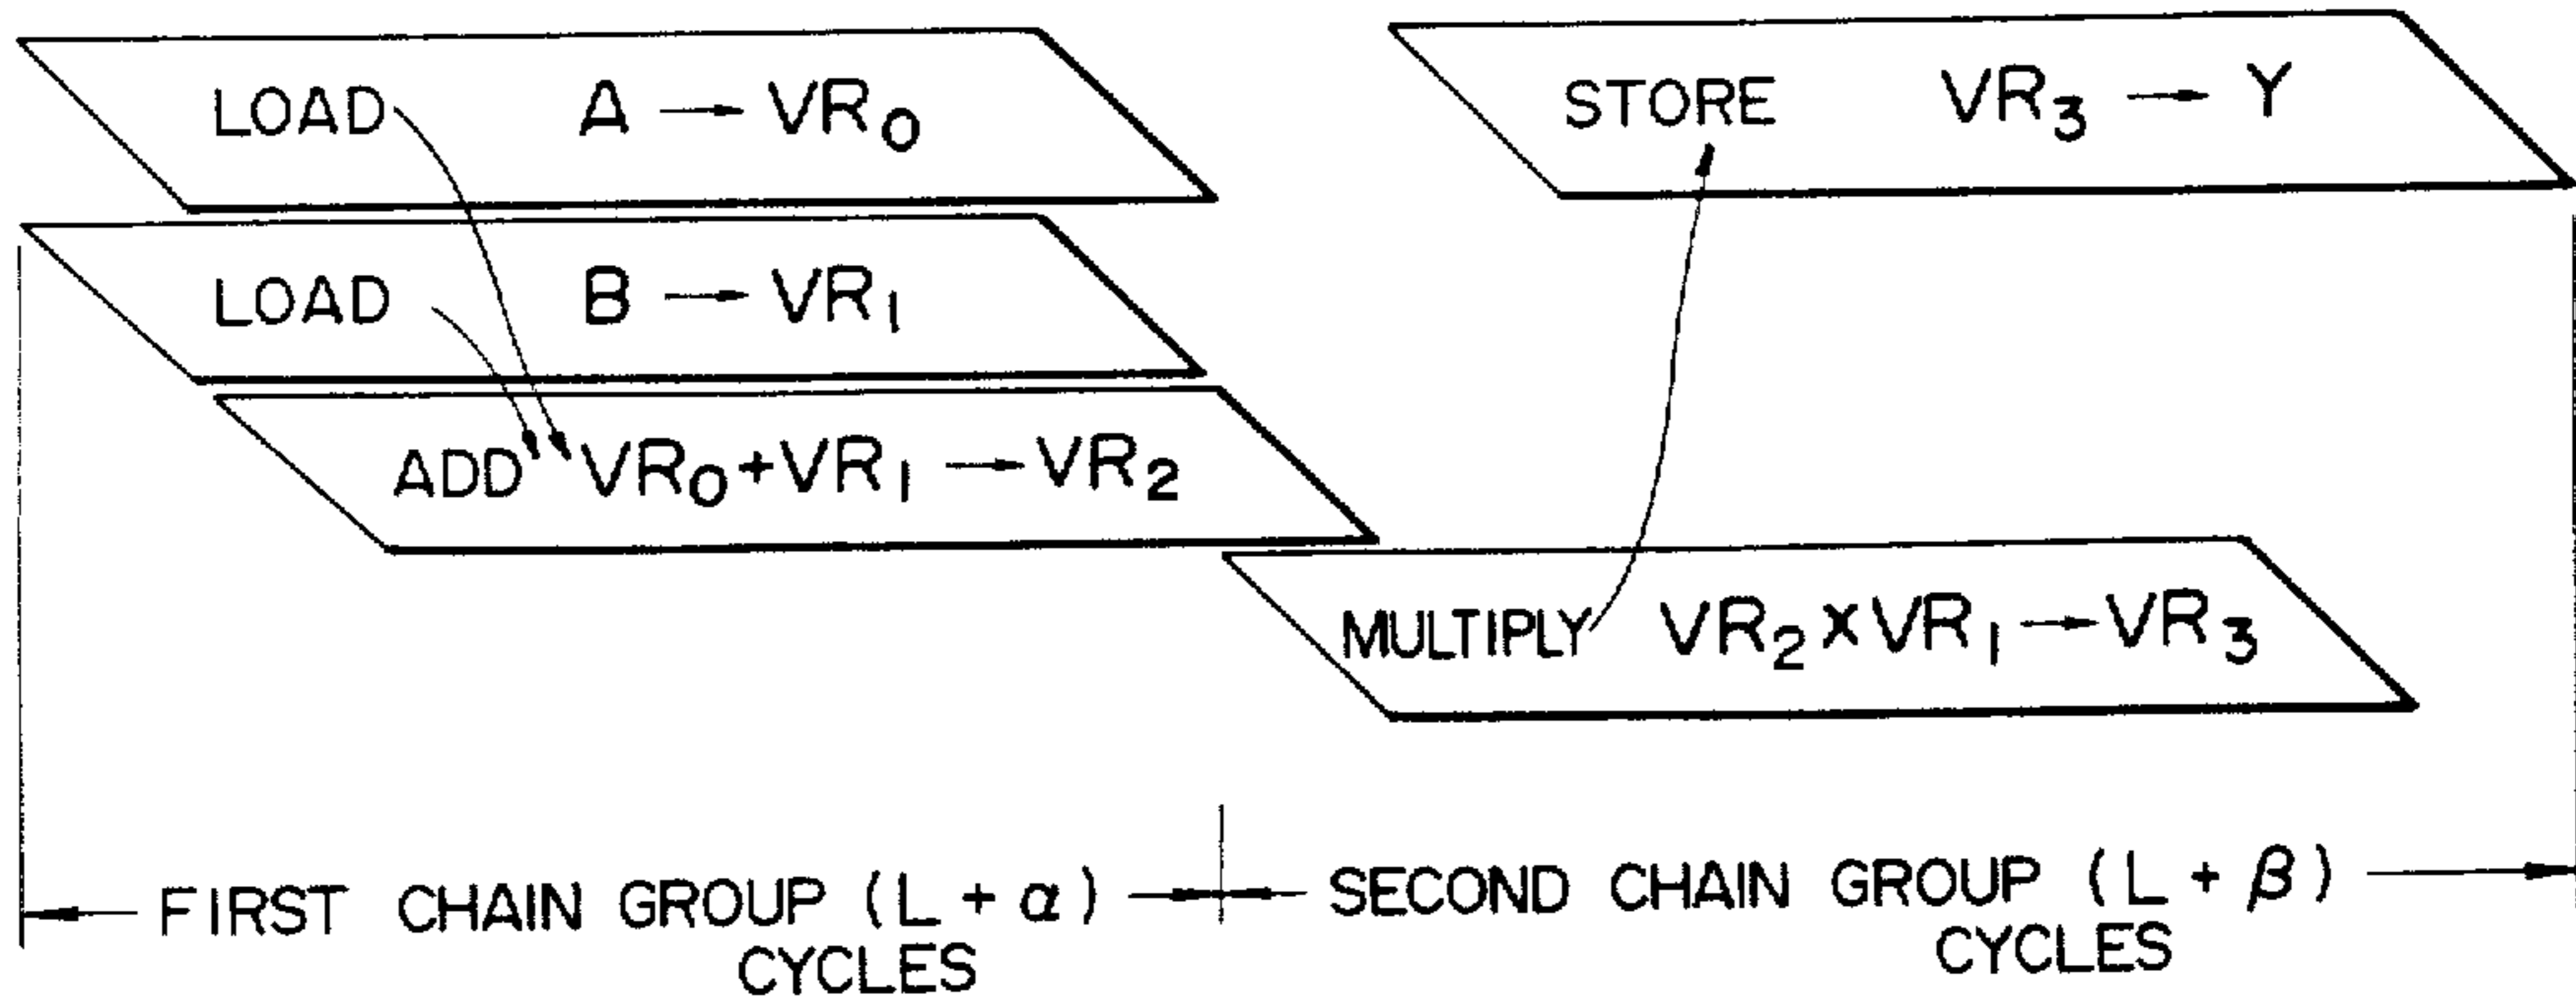 LOAD A → VR₀
STORE VR₃ → Y
LOAD B → VR₁
ADD VR₀+VR₁ → VR₂
MULTIPLY VR₂ x VR₁ → VR₃
FIRST CHAIN GROUP (L + α)
CYCLES
SECOND CHAIN GROUP (L + β)
CYCLES